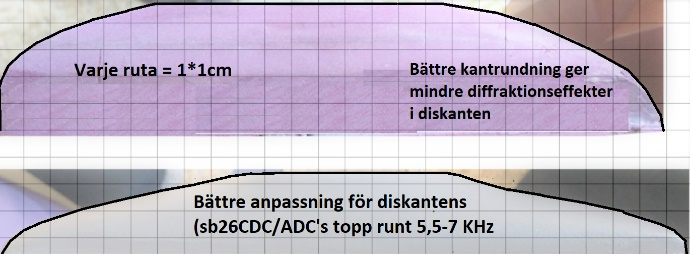 Varje ruta = 1*1cm
Bättre kantrundning ger
mindre diffraktionseffekter
i diskanten
Bättre anpassning för diskantens
(sb26CDC/ADC's topp runt 5,5-7 KHz